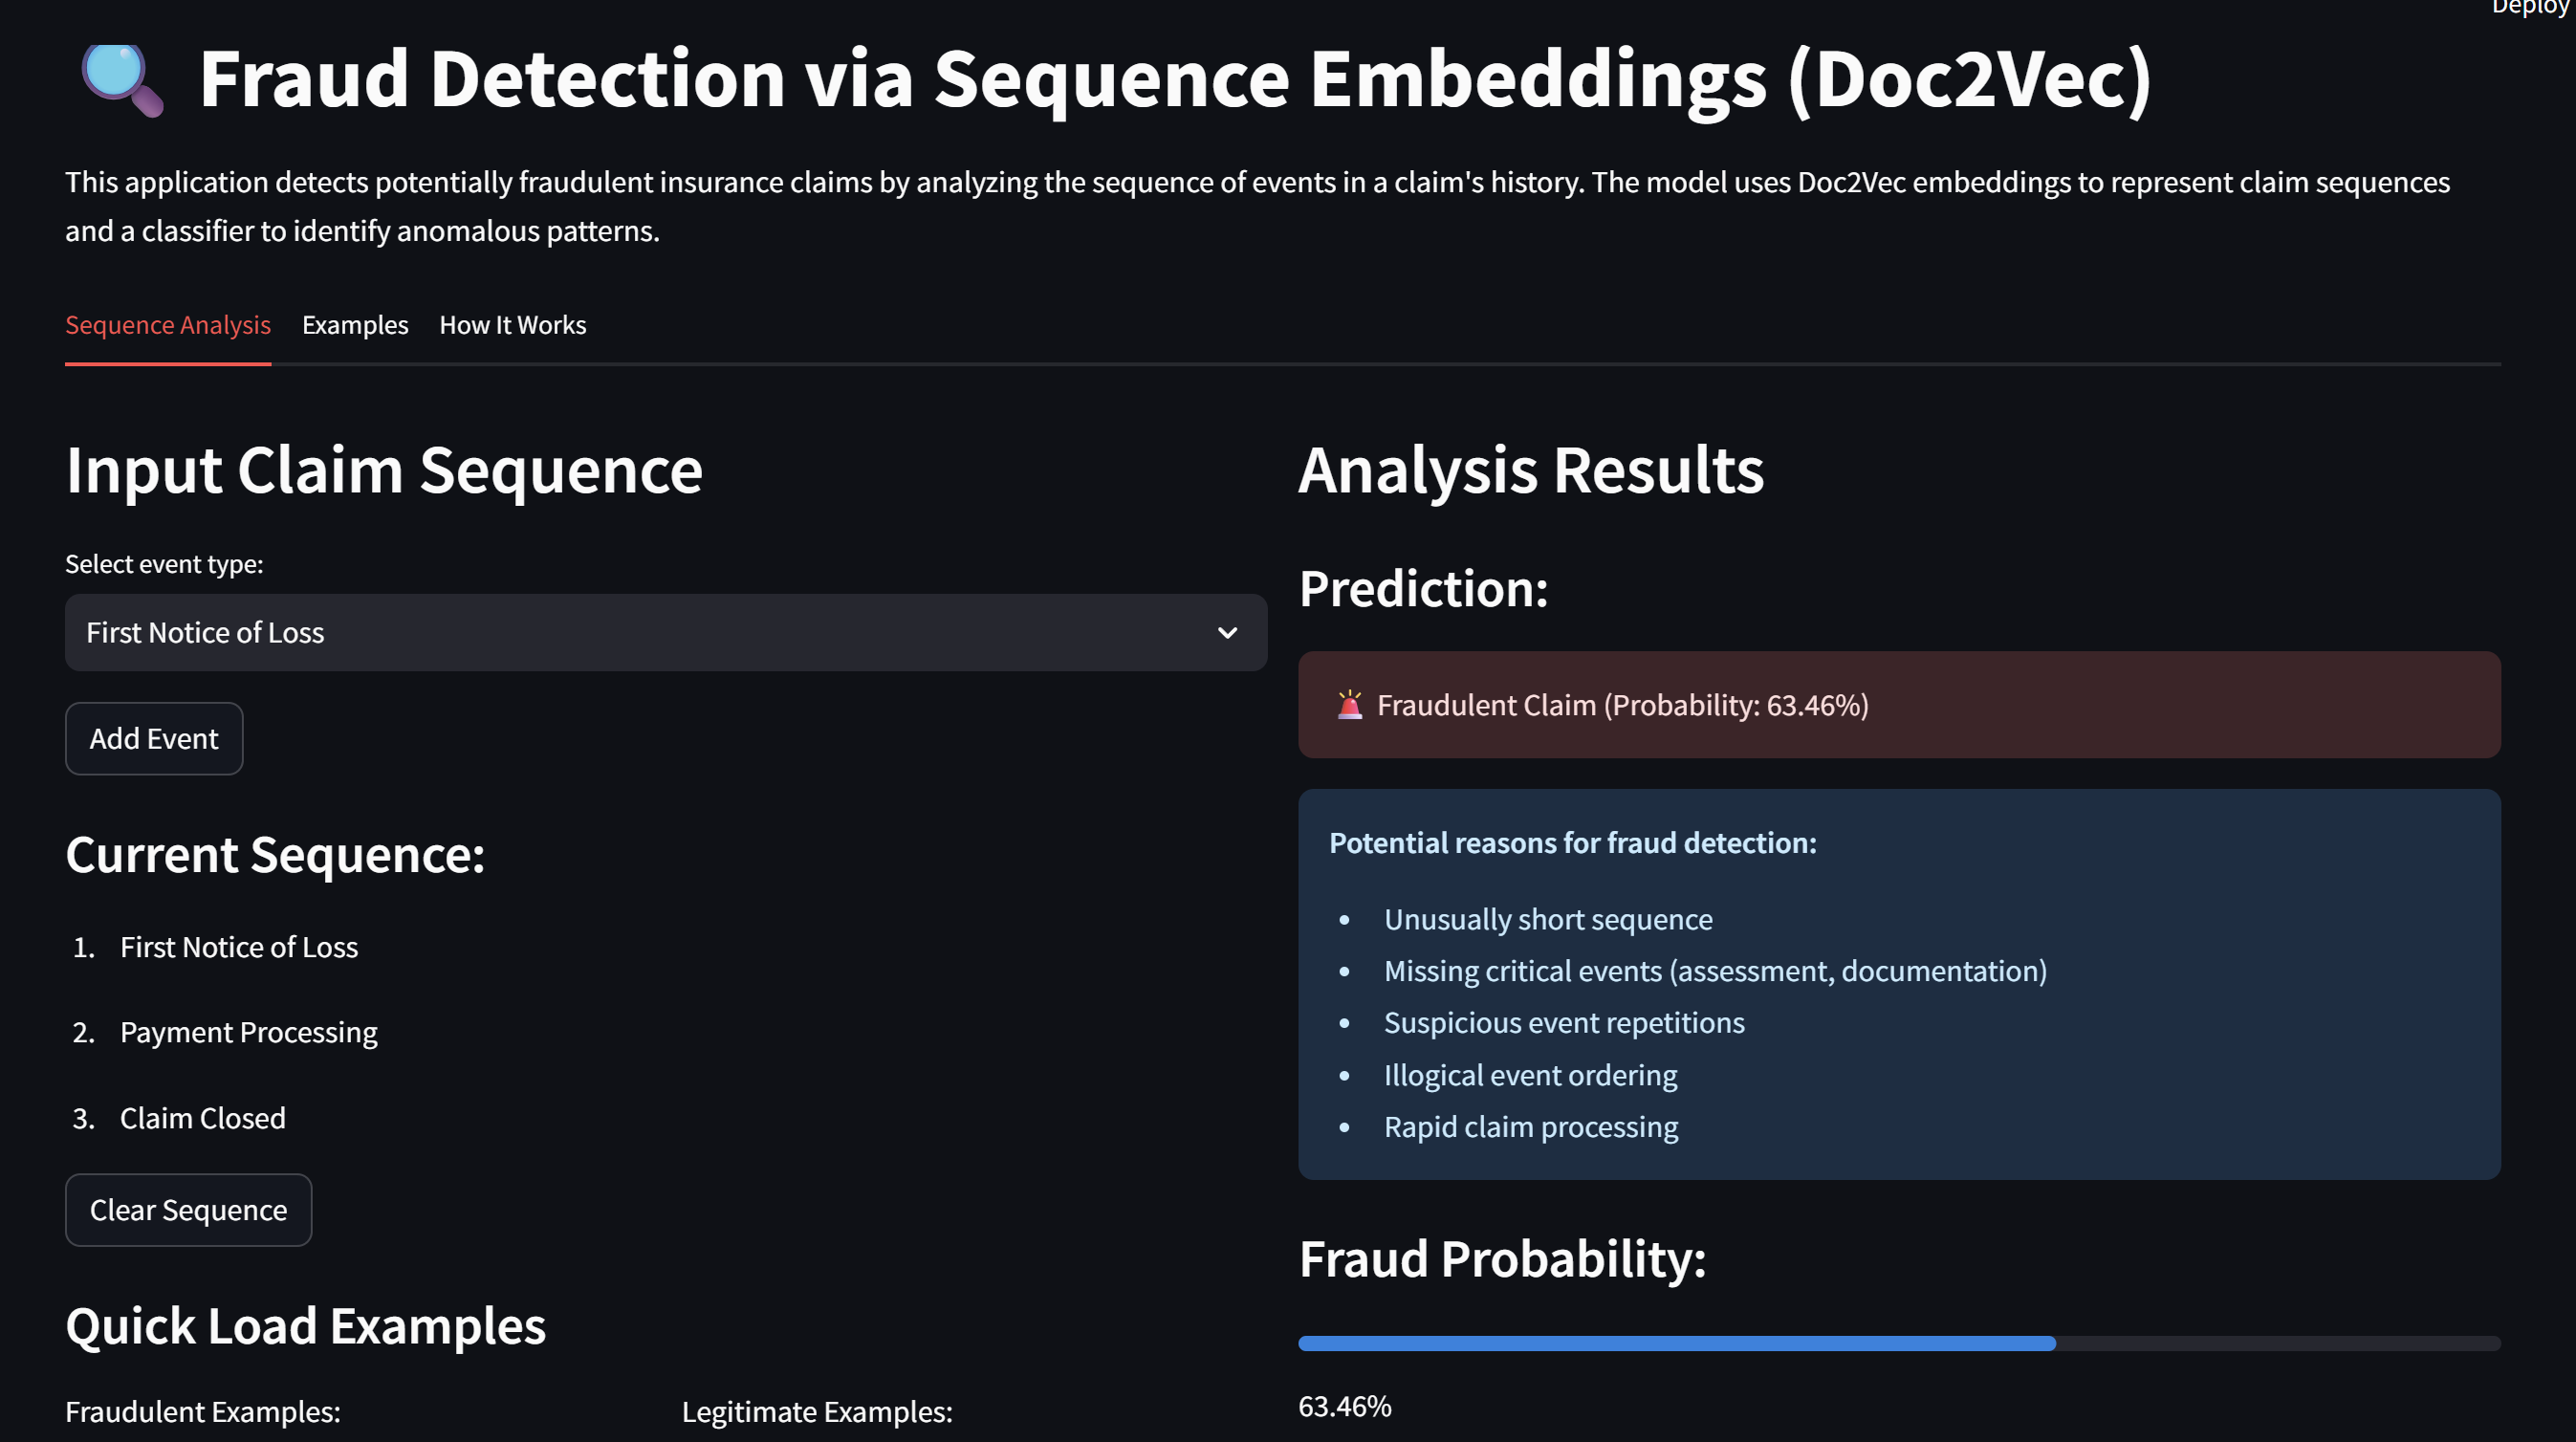 Deploy
Fraud Detection via Sequence Embeddings (Doc2Vec)
This application detects potentially fraudulent insurance claims by analyzing the sequence of events in a claim's history. The model uses Doc2Vec embeddings to represent claim sequences
and a classifier to identify anomalous patterns.
Sequence Analysis
Examples
How It Works
Input Claim Sequence
Select event type:
First Notice of Loss
Add Event
Current Sequence:
1. First Notice of Loss
2. Payment Processing
3. Claim Closed
Clear Sequence
Quick Load Examples
Fraudulent Examples:
Legitimate Examples:
Analysis Results
Prediction:
🚨 Fraudulent Claim (Probability: 63.46%)
Potential reasons for fraud detection:
• Unusually short sequence
• Missing critical events (assessment, documentation)
• Suspicious event repetitions
• Illogical event ordering
• Rapid claim processing
Fraud Probability:
63.46%